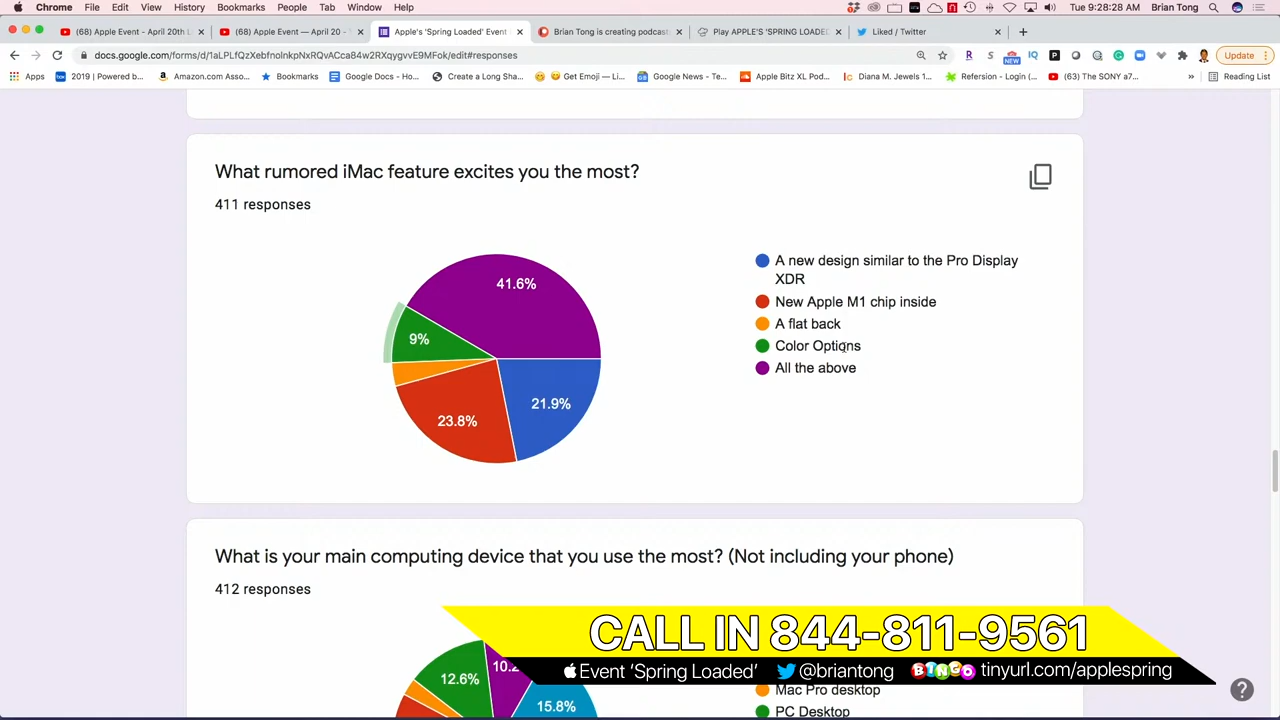 Chrome File Edit View History Bookmarks People Tab Window Help Tue 9:28:28 AM Brian Tong
(68) Apple Event - April 20th L × (68) Apple Event — April 20 - × Apple's 'Spring Loaded' Event × Brian Tong is creating podcast × Play APPLE'S 'SPRING LOADED × Liked / Twitter × +
docs.google.com/forms/d/1aLPLfQzXebfnolnkpNxRQvACca84w2RXqygvvE9MFok/edit#responses Update
Apps 2019 | Powered b... Amazon.com Asso... Bookmarks Google Docs - Ho... Create a Long Sha... Get Emoji — Li... Google News - Te... Apple Bitz XL Pod... Diana M. Jewels 1... Refersion - Login (... (63) The SONY a7... » Reading List
What rumored iMac feature excites you the most?
411 responses
41.6%
9%
23.8%
21.9%
A new design similar to the Pro Display
XDR
New Apple M1 chip inside
A flat back
Color Options
All the above
What is your main computing device that you use the most? (Not including your phone)
412 responses
12.6%
15.8%
Mac Pro desktop
PC Desktop
CALL IN 844-811-9561
Event 'Spring Loaded' @briantong BINGO tinyurl.com/applespring